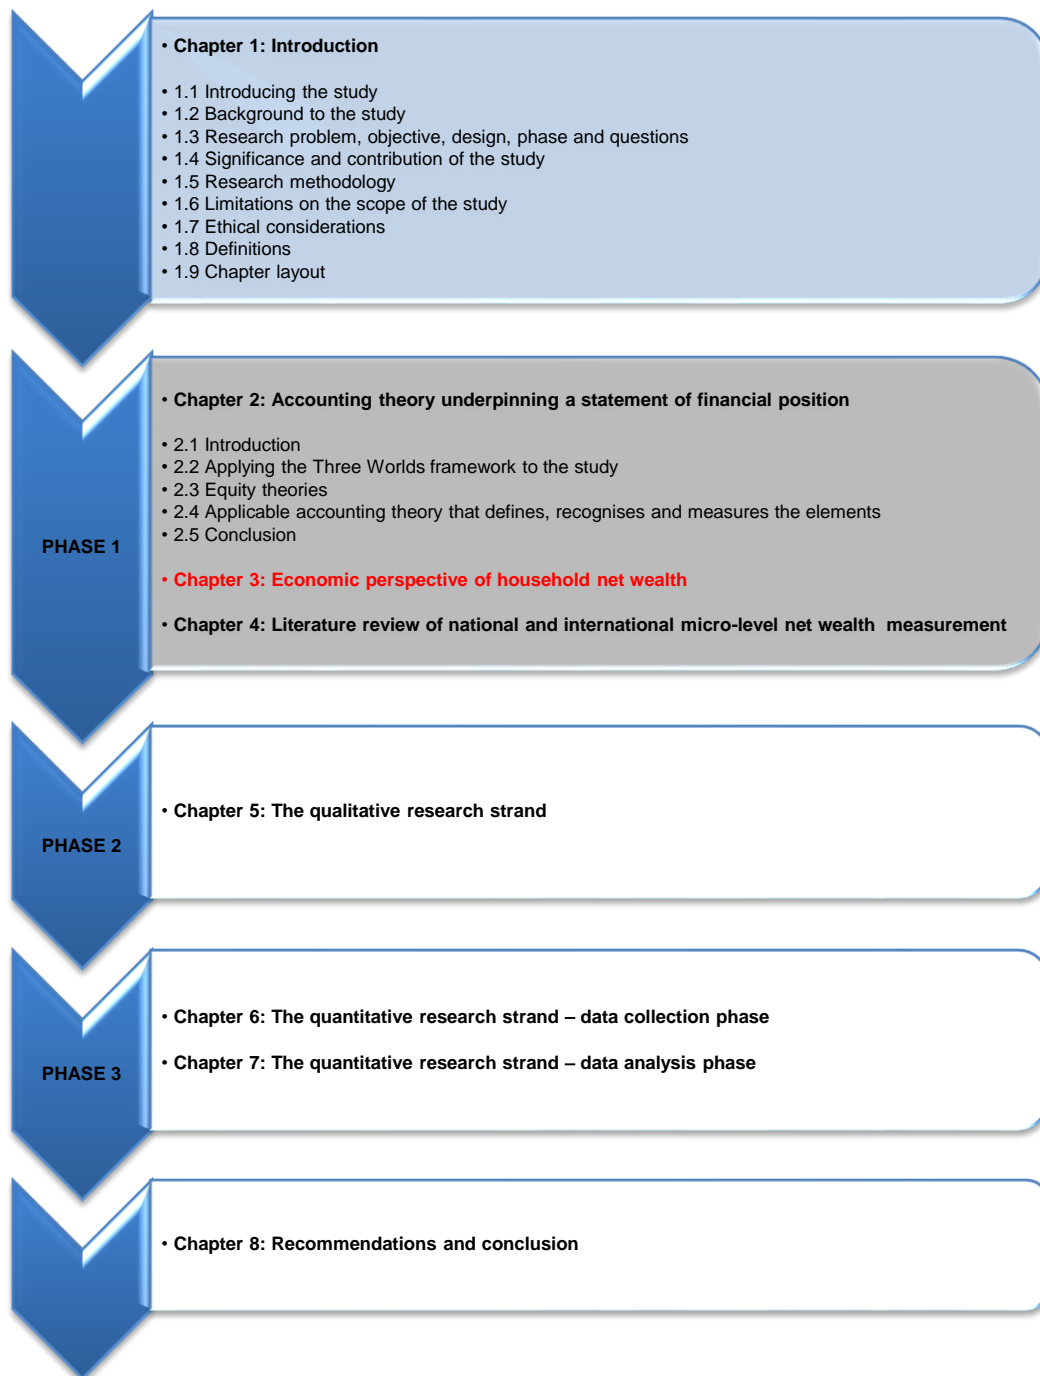 • Chapter 1: Introduction
• 1.1 Introducing the study
• 1.2 Background to the study
• 1.3 Research problem, objective, design, phase and questions
• 1.4 Significance and contribution of the study
• 1.5 Research methodology
• 1.6 Limitations on the scope of the study
• 1.7 Ethical considerations
• 1.8 Definitions
• 1.9 Chapter layout
PHASE 1
• Chapter 2: Accounting theory underpinning a statement of financial position
• 2.1 Introduction
• 2.2 Applying the Three Worlds framework to the study
• 2.3 Equity theories
• 2.4 Applicable accounting theory that defines, recognises and measures the elements
• 2.5 Conclusion
• Chapter 3: Economic perspective of household net wealth
• Chapter 4: Literature review of national and international micro-level net wealth measurement
PHASE 2
• Chapter 5: The qualitative research strand
PHASE 3
• Chapter 6: The quantitative research strand – data collection phase
• Chapter 7: The quantitative research strand – data analysis phase
• Chapter 8: Recommendations and conclusion